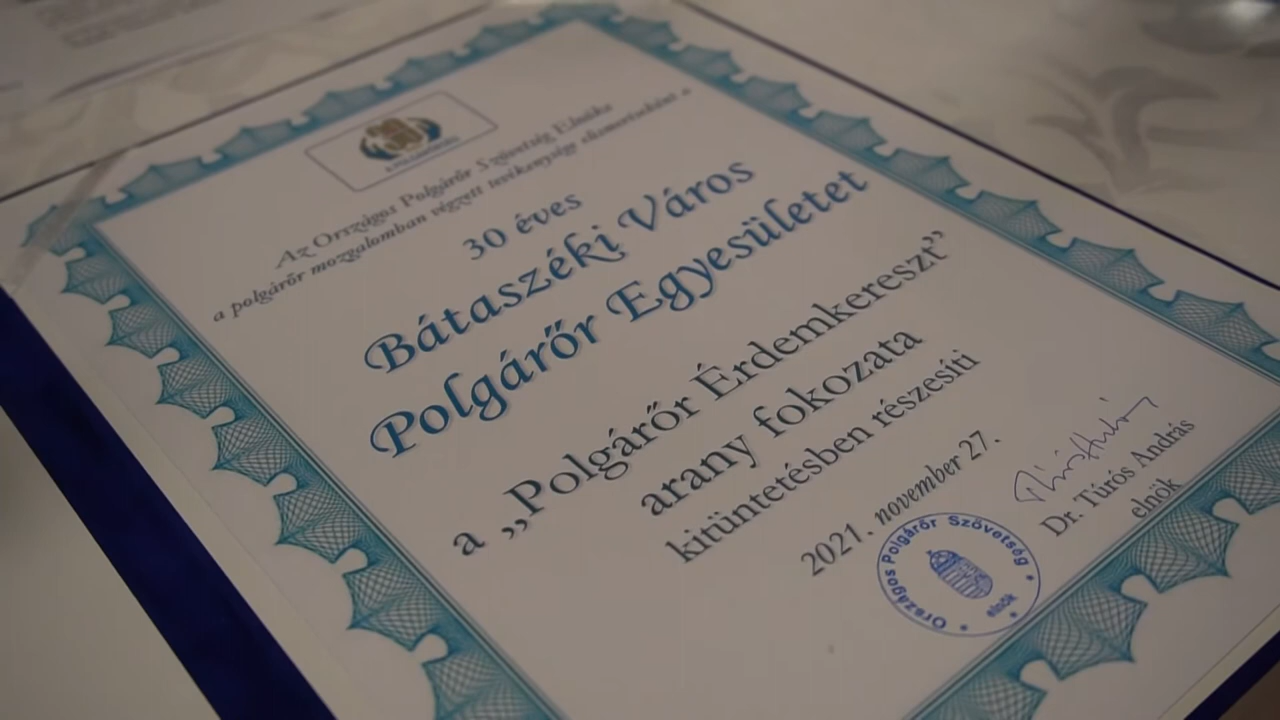 Az Országos Polgárőr Szövetség Elnöke
a polgárőr mozgalomban végzett tevékenysége elismeréseként a
30 éves
Bátaszéki Város
Polgárőr Egyesületet
a „Polgárőr Érdemkereszt”
arany fokozata
kitüntetésben részesíti
2021. november 27.
Dr. Túrós András
elnök
Országos Polgárőr Szövetség
elnök